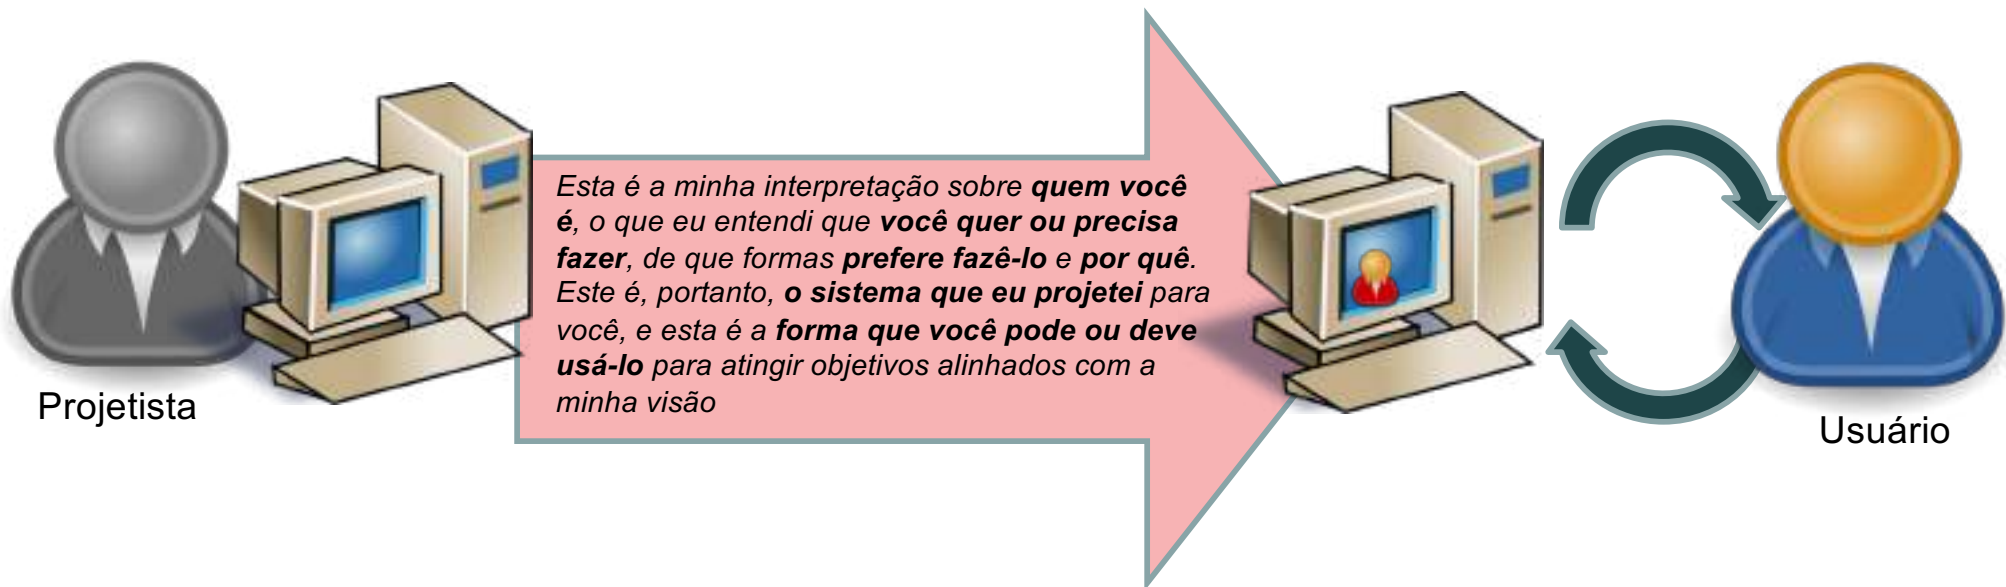 Esta é a minha interpretação sobre quem você
é, o que eu entendi que você quer ou precisa
fazer, de que formas prefere fazê-lo e por quê.
Este é, portanto, o sistema que eu projetei para
você, e esta é a forma que você pode ou deve
usá-lo para atingir objetivos alinhados com a
minha visão
Projetista
Usuário